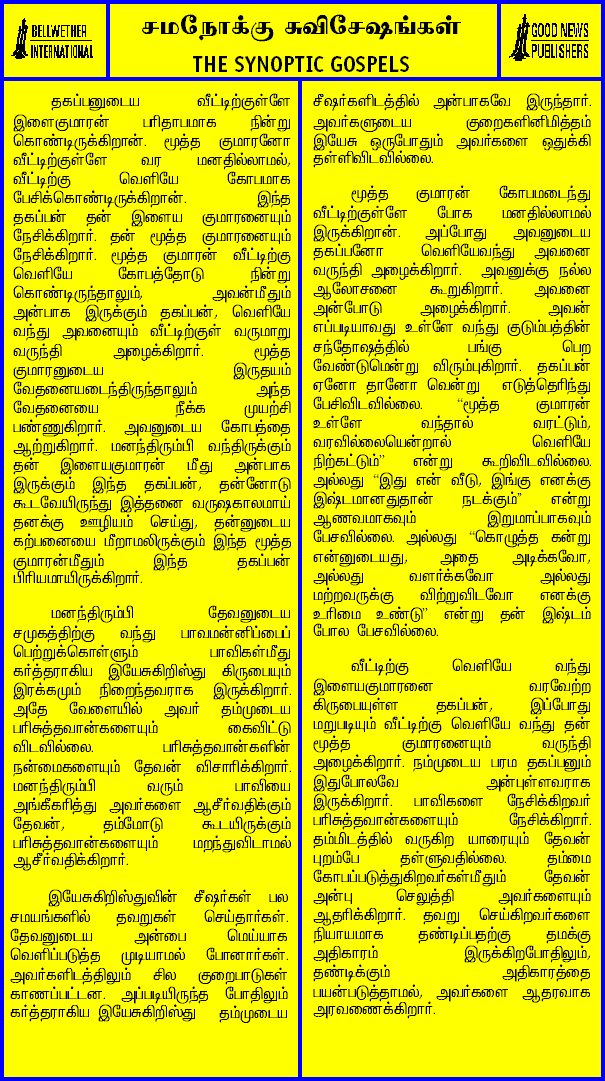 BELLWETHER
INTERNATIONAL
சமநோக்கு சுவிசேஷங்கள்
THE SYNOPTIC GOSPELS
GOOD NEWS
PUBLISHERS
தகப்பனுடைய வீட்டிற்குள்ளே
இளைகுமாரன் பரிதாபமாக நின்று
கொண்டிருக்கிறான். மூத்த குமாரனோ
வீட்டிற்குள்ளே வர மனதில்லாமல்,
வீட்டிற்கு வெளியே கோபமாக
பேசிக்கொண்டிருக்கிறான். இந்த
தகப்பன் தன் இளைய குமாரனையும்
நேசிக்கிறார். தன் மூத்த குமாரனையும்
நேசிக்கிறார். மூத்த குமாரன் வீட்டிற்கு
வெளியே கோபத்தோடு நின்று
கொண்டிருந்தாலும், அவன்மீதும்
அன்பாக இருக்கும் தகப்பன், வெளியே
வந்து அவனையும் வீட்டிற்குள் வருமாறு
வருந்தி அழைக்கிறார். மூத்த
குமாரனுடைய இருதயம்
வேதனையடைந்திருந்தாலும் அந்த
வேதனையை நீக்க முயற்சி
பண்ணுகிறார். அவனுடைய கோபத்தை
ஆற்றுகிறார். மனந்திரும்பி வந்திருக்கும்
தன் இளையகுமாரன் மீது அன்பாக
இருக்கும் இந்த தகப்பன், தன்னோடு
கூடவேயிருந்து இத்தனை வருஷகாலமாய்
தனக்கு ஊழியம் செய்து, தன்னுடைய
கற்பனையை மீறாமலிருக்கும் இந்த மூத்த
குமாரன்மீதும் இந்த தகப்பன்
பிரியமாயிருக்கிறார்.
மனந்திரும்பி தேவனுடைய
சமுகத்திற்கு வந்து பாவமன்னிப்பைப்
பெற்றுக்கொள்ளும் பாவிகள்மீது
கர்த்தராகிய இயேசுகிறிஸ்து கிருபையும்
இரக்கமும் நிறைந்தவராக இருக்கிறார்.
அதே வேளையில் அவர் தம்முடைய
பரிசுத்தவான்களையும் கைவிட்டு
விடவில்லை. பரிசுத்தவான்களின்
நன்மைகளையும் தேவன் விசாரிக்கிறார்.
மனந்திரும்பி வரும் பாவியை
அங்கீகரித்து அவர்களை ஆசீர்வதிக்கும்
தேவன், தம்மோடு கூடயிருக்கும்
பரிசுத்தவான்களையும் மறந்துவிடாமல்
ஆசீர்வதிக்கிறார்.
இயேசுகிறிஸ்துவின் சீஷர்கள் பல
சமயங்களில் தவறுகள் செய்தார்கள்.
தேவனுடைய அன்பை மெய்யாக
வெளிப்படுத்த முடியாமல் போனார்கள்.
அவர்களிடத்திலும் சில குறைபாடுகள்
காணப்பட்டன. அப்படியிருந்த போதிலும்
கர்த்தராகிய இயேசுகிறிஸ்து தம்முடைய
சீஷர்களிடத்தில் அன்பாகவே இருந்தார்.
அவர்களுடைய குறைகளினிமித்தம்
இயேசு ஒருபோதும் அவர்களை ஒதுக்கி
தள்ளிவிடவில்லை.
மூத்த குமாரன் கோபமடைந்து
வீட்டிற்குள்ளே போக மனதில்லாமல்
இருக்கிறான். அப்போது அவனுடைய
தகப்பனோ வெளியேவந்து அவனை
வருந்தி அழைக்கிறார். அவனுக்கு நல்ல
ஆலோசனை கூறுகிறார். அவனை
அன்போடு அழைக்கிறார். அவன்
எப்படியாவது உள்ளே வந்து குடும்பத்தின்
சந்தோஷத்தில் பங்கு பெற
வேண்டுமென்று விரும்புகிறார். தகப்பன்
ஏனோ தானோ வென்று எடுத்தெரிந்து
பேசிவிடவில்லை. “மூத்த குமாரன்
உள்ளே வந்தால் வரட்டும்,
வரவில்லையென்றால் வெளியே
நிற்கட்டும்” என்று கூறிவிடவில்லை.
அல்லது “இது என் வீடு, இங்கு எனக்கு
இஷ்டமானதுதான் நடக்கும்” என்று
ஆணவமாகவும் இறுமாப்பாகவும்
பேசவில்லை. அல்லது “கொழுத்த கன்று
என்னுடையது, அதை அடிக்கவோ,
அல்லது வளர்க்கவோ அல்லது
மற்றவருக்கு விற்றுவிடவோ எனக்கு
உரிமை உண்டு” என்று தன் இஷ்டம்
போல பேசவில்லை.
வீட்டிற்கு வெளியே வந்து
இளையகுமாரனை வரவேற்ற
கிருபையுள்ள தகப்பன், இப்போது
மறுபடியும் வீட்டிற்கு வெளியே வந்து தன்
மூத்த குமாரனையும் வருந்தி
அழைக்கிறார். நம்முடைய பரம தகப்பனும்
இதுபோலவே அன்புள்ளவராக
இருக்கிறார். பாவிகளை நேசிக்கிறவர்
பரிசுத்தவான்களையும் நேசிக்கிறார்.
தம்மிடத்தில் வருகிற யாரையும் தேவன்
புறம்பே தள்ளுவதில்லை. தம்மை
கோபப்படுத்துகிறவர்கள்மீதும் தேவன்
அன்பு செலுத்தி அவர்களையும்
ஆதரிக்கிறார். தவறு செய்கிறவர்களை
நியாயமாக தண்டிப்பதற்கு தமக்கு
அதிகாரம் இருக்கிறபோதிலும்,
தண்டிக்கும் அதிகாரத்தை
பயன்படுத்தாமல், அவர்களை ஆதரவாக
அரவணைக்கிறார்.